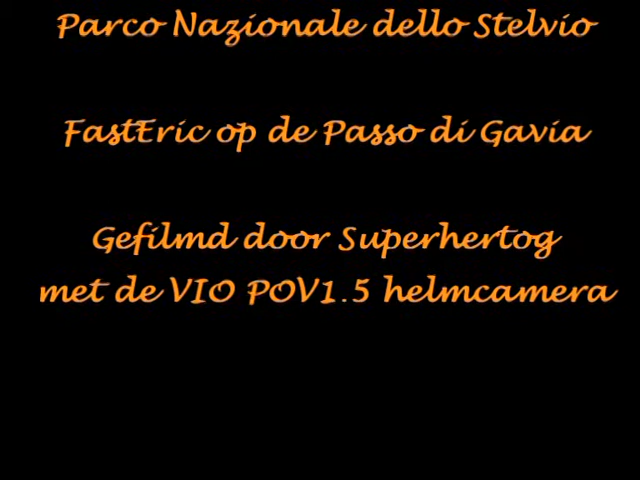 Parco Nazionale dello Stelvio
FastEric op de Passo di Gavia
Gefilmd door Superhertog
met de VIO POV1.5 helmcamera